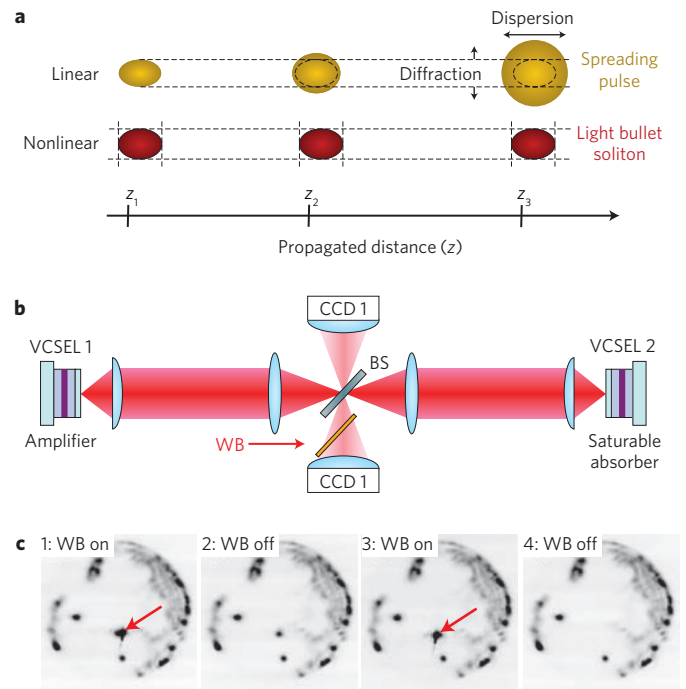 a
Dispersion
Linear
Diffraction
Spreading
pulse
Nonlinear
Light bullet
soliton
z1
z2
z3
Propagated distance (z)
b
CCD 1
VCSEL 1
BS
VCSEL 2
Amplifier
WB
Saturable
absorber
CCD 1
c
1: WB on
2: WB off
3: WB on
4: WB off